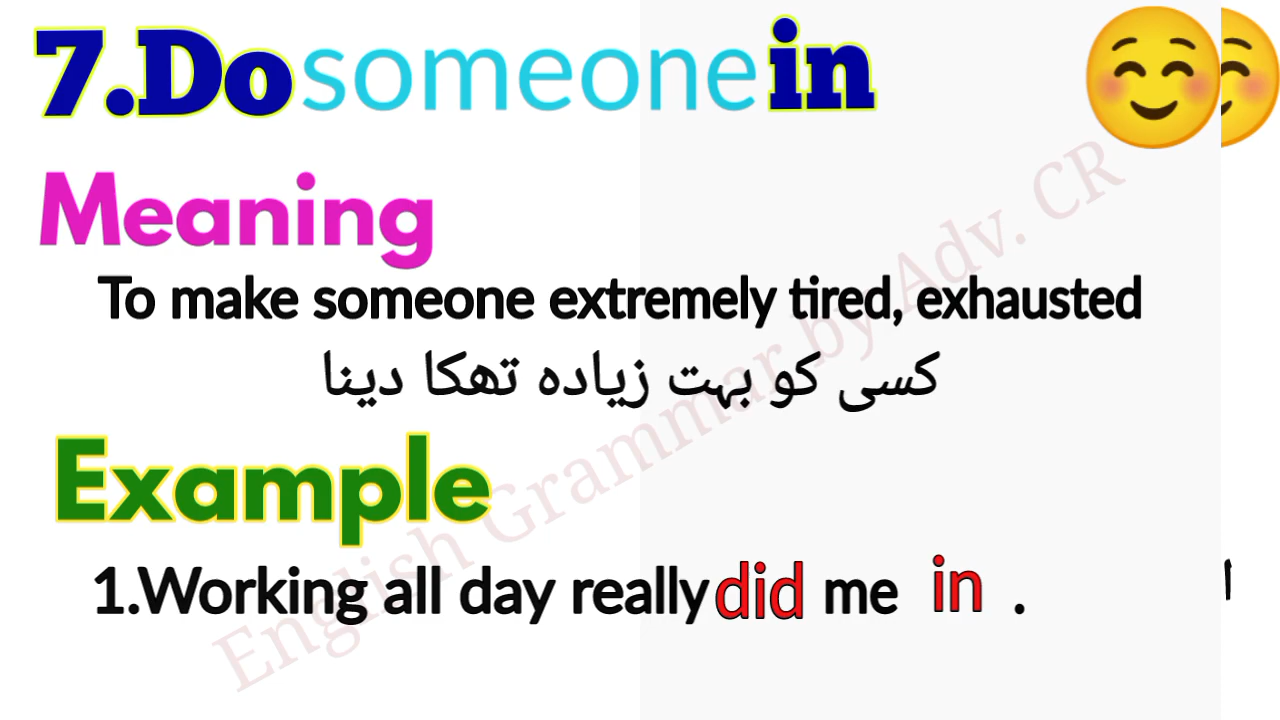 7.Do someone in
Meaning
To make someone extremely tired, exhausted
کسی کو بہت زیادہ تھکا دینا
Example
1.Working all day really did me in .
ا
English Grammar by Adv. CR